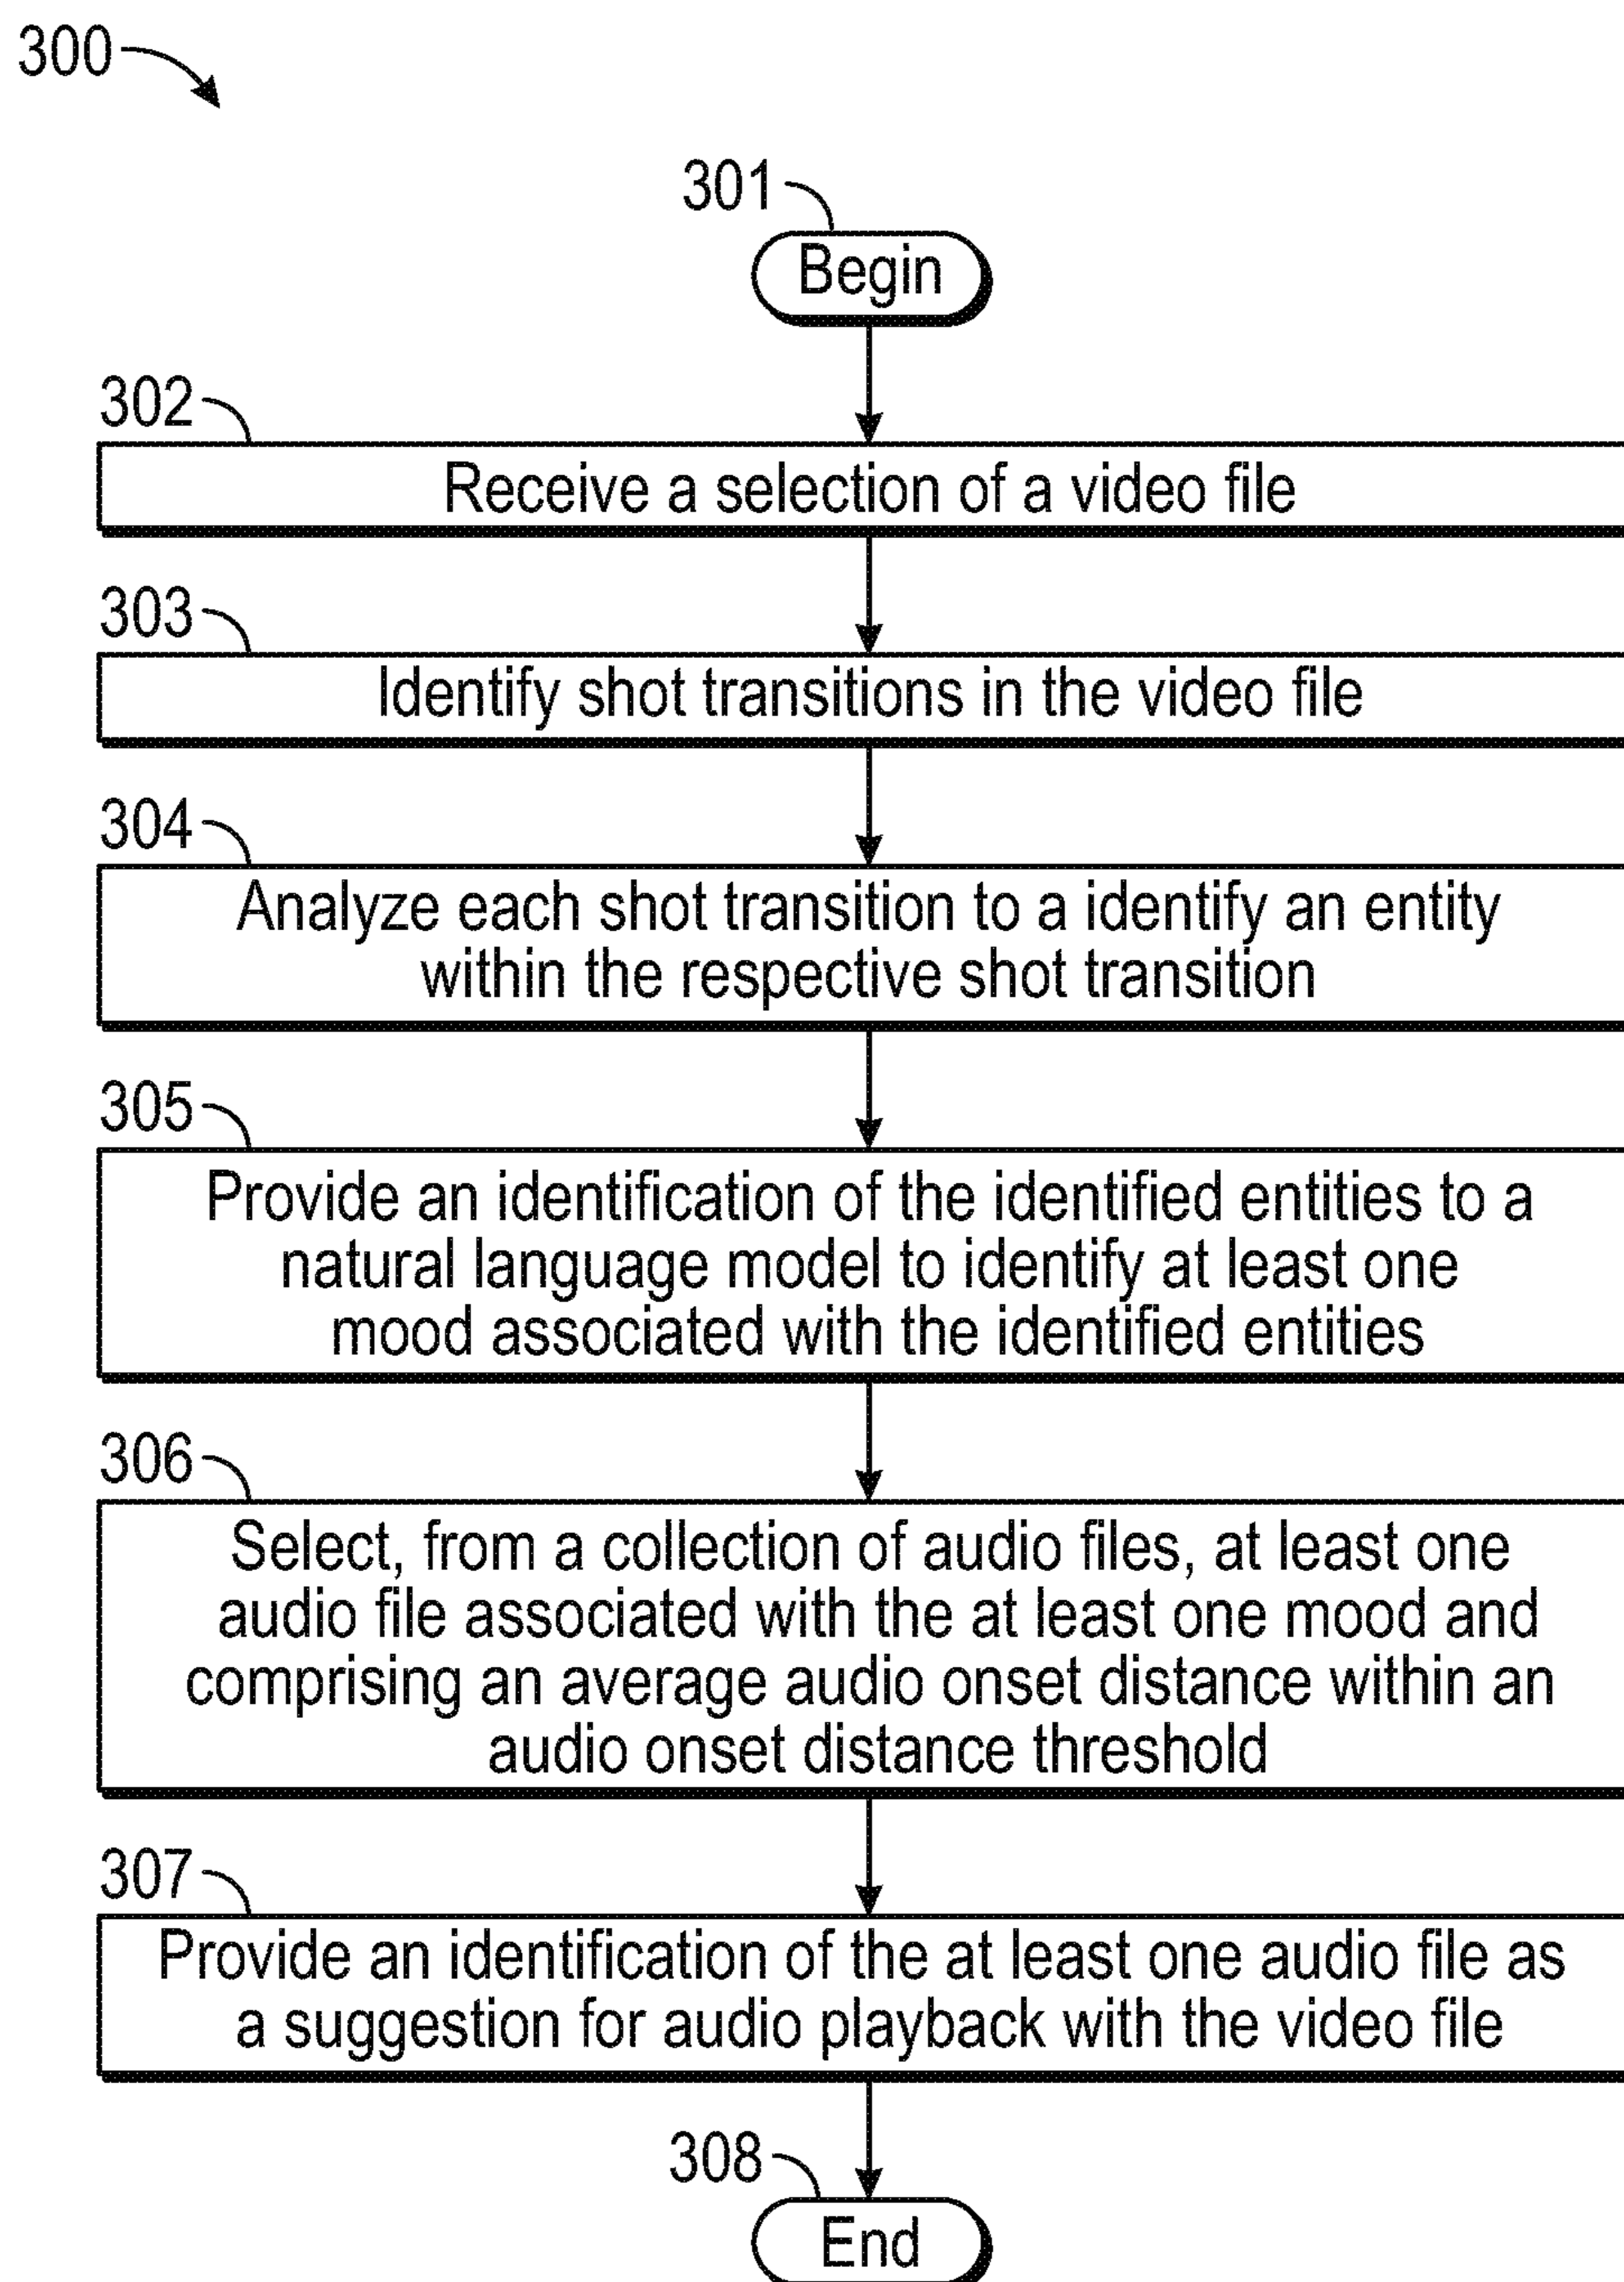 300
301
Begin
302
Receive a selection of a video file
303
Identify shot transitions in the video file
304
Analyze each shot transition to a identify an entity
within the respective shot transition
305
Provide an identification of the identified entities to a
natural language model to identify at least one
mood associated with the identified entities
306
Select, from a collection of audio files, at least one
audio file associated with the at least one mood and
comprising an average audio onset distance within an
audio onset distance threshold
307
Provide an identification of the at least one audio file as
a suggestion for audio playback with the video file
308
End